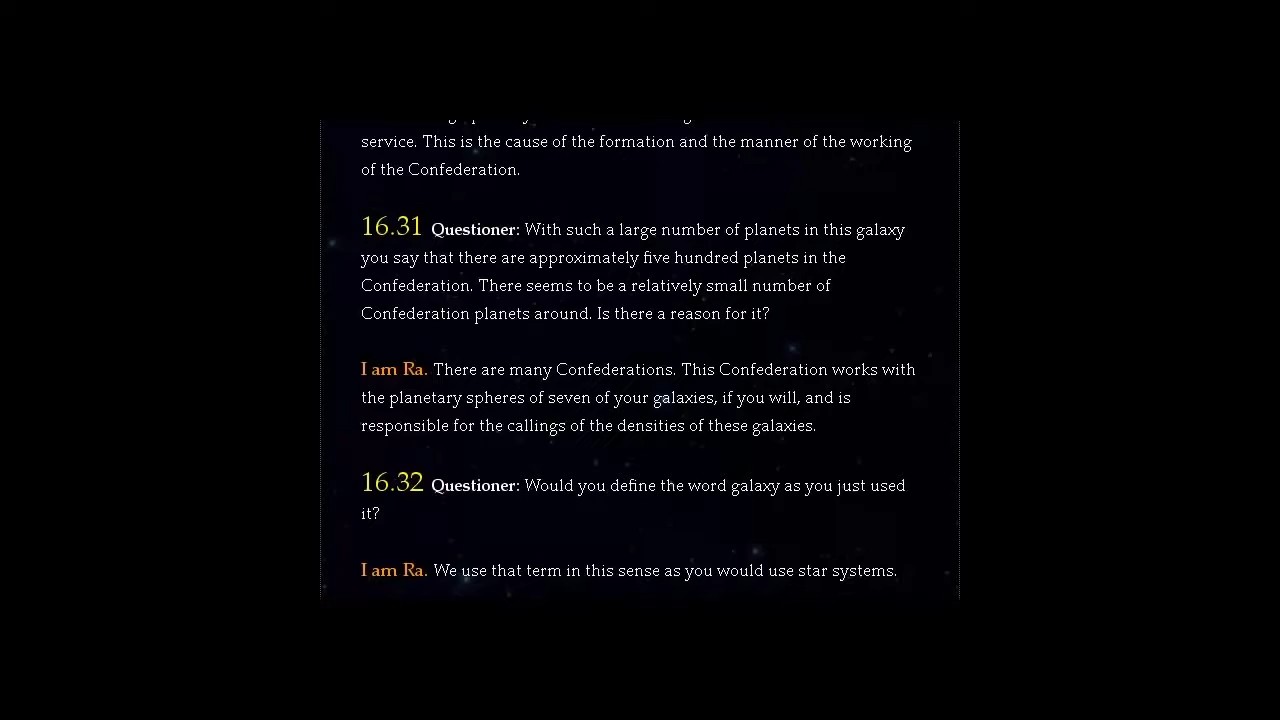 service. This is the cause of the formation and the manner of the working
of the Confederation.
16.31 Questioner: With such a large number of planets in this galaxy
you say that there are approximately five hundred planets in the
Confederation. There seems to be a relatively small number of
Confederation planets around. Is there a reason for it?
I am Ra. There are many Confederations. This Confederation works with
the planetary spheres of seven of your galaxies, if you will, and is
responsible for the callings of the densities of these galaxies.
16.32 Questioner: Would you define the word galaxy as you just used
it?
I am Ra. We use that term in this sense as you would use star systems.